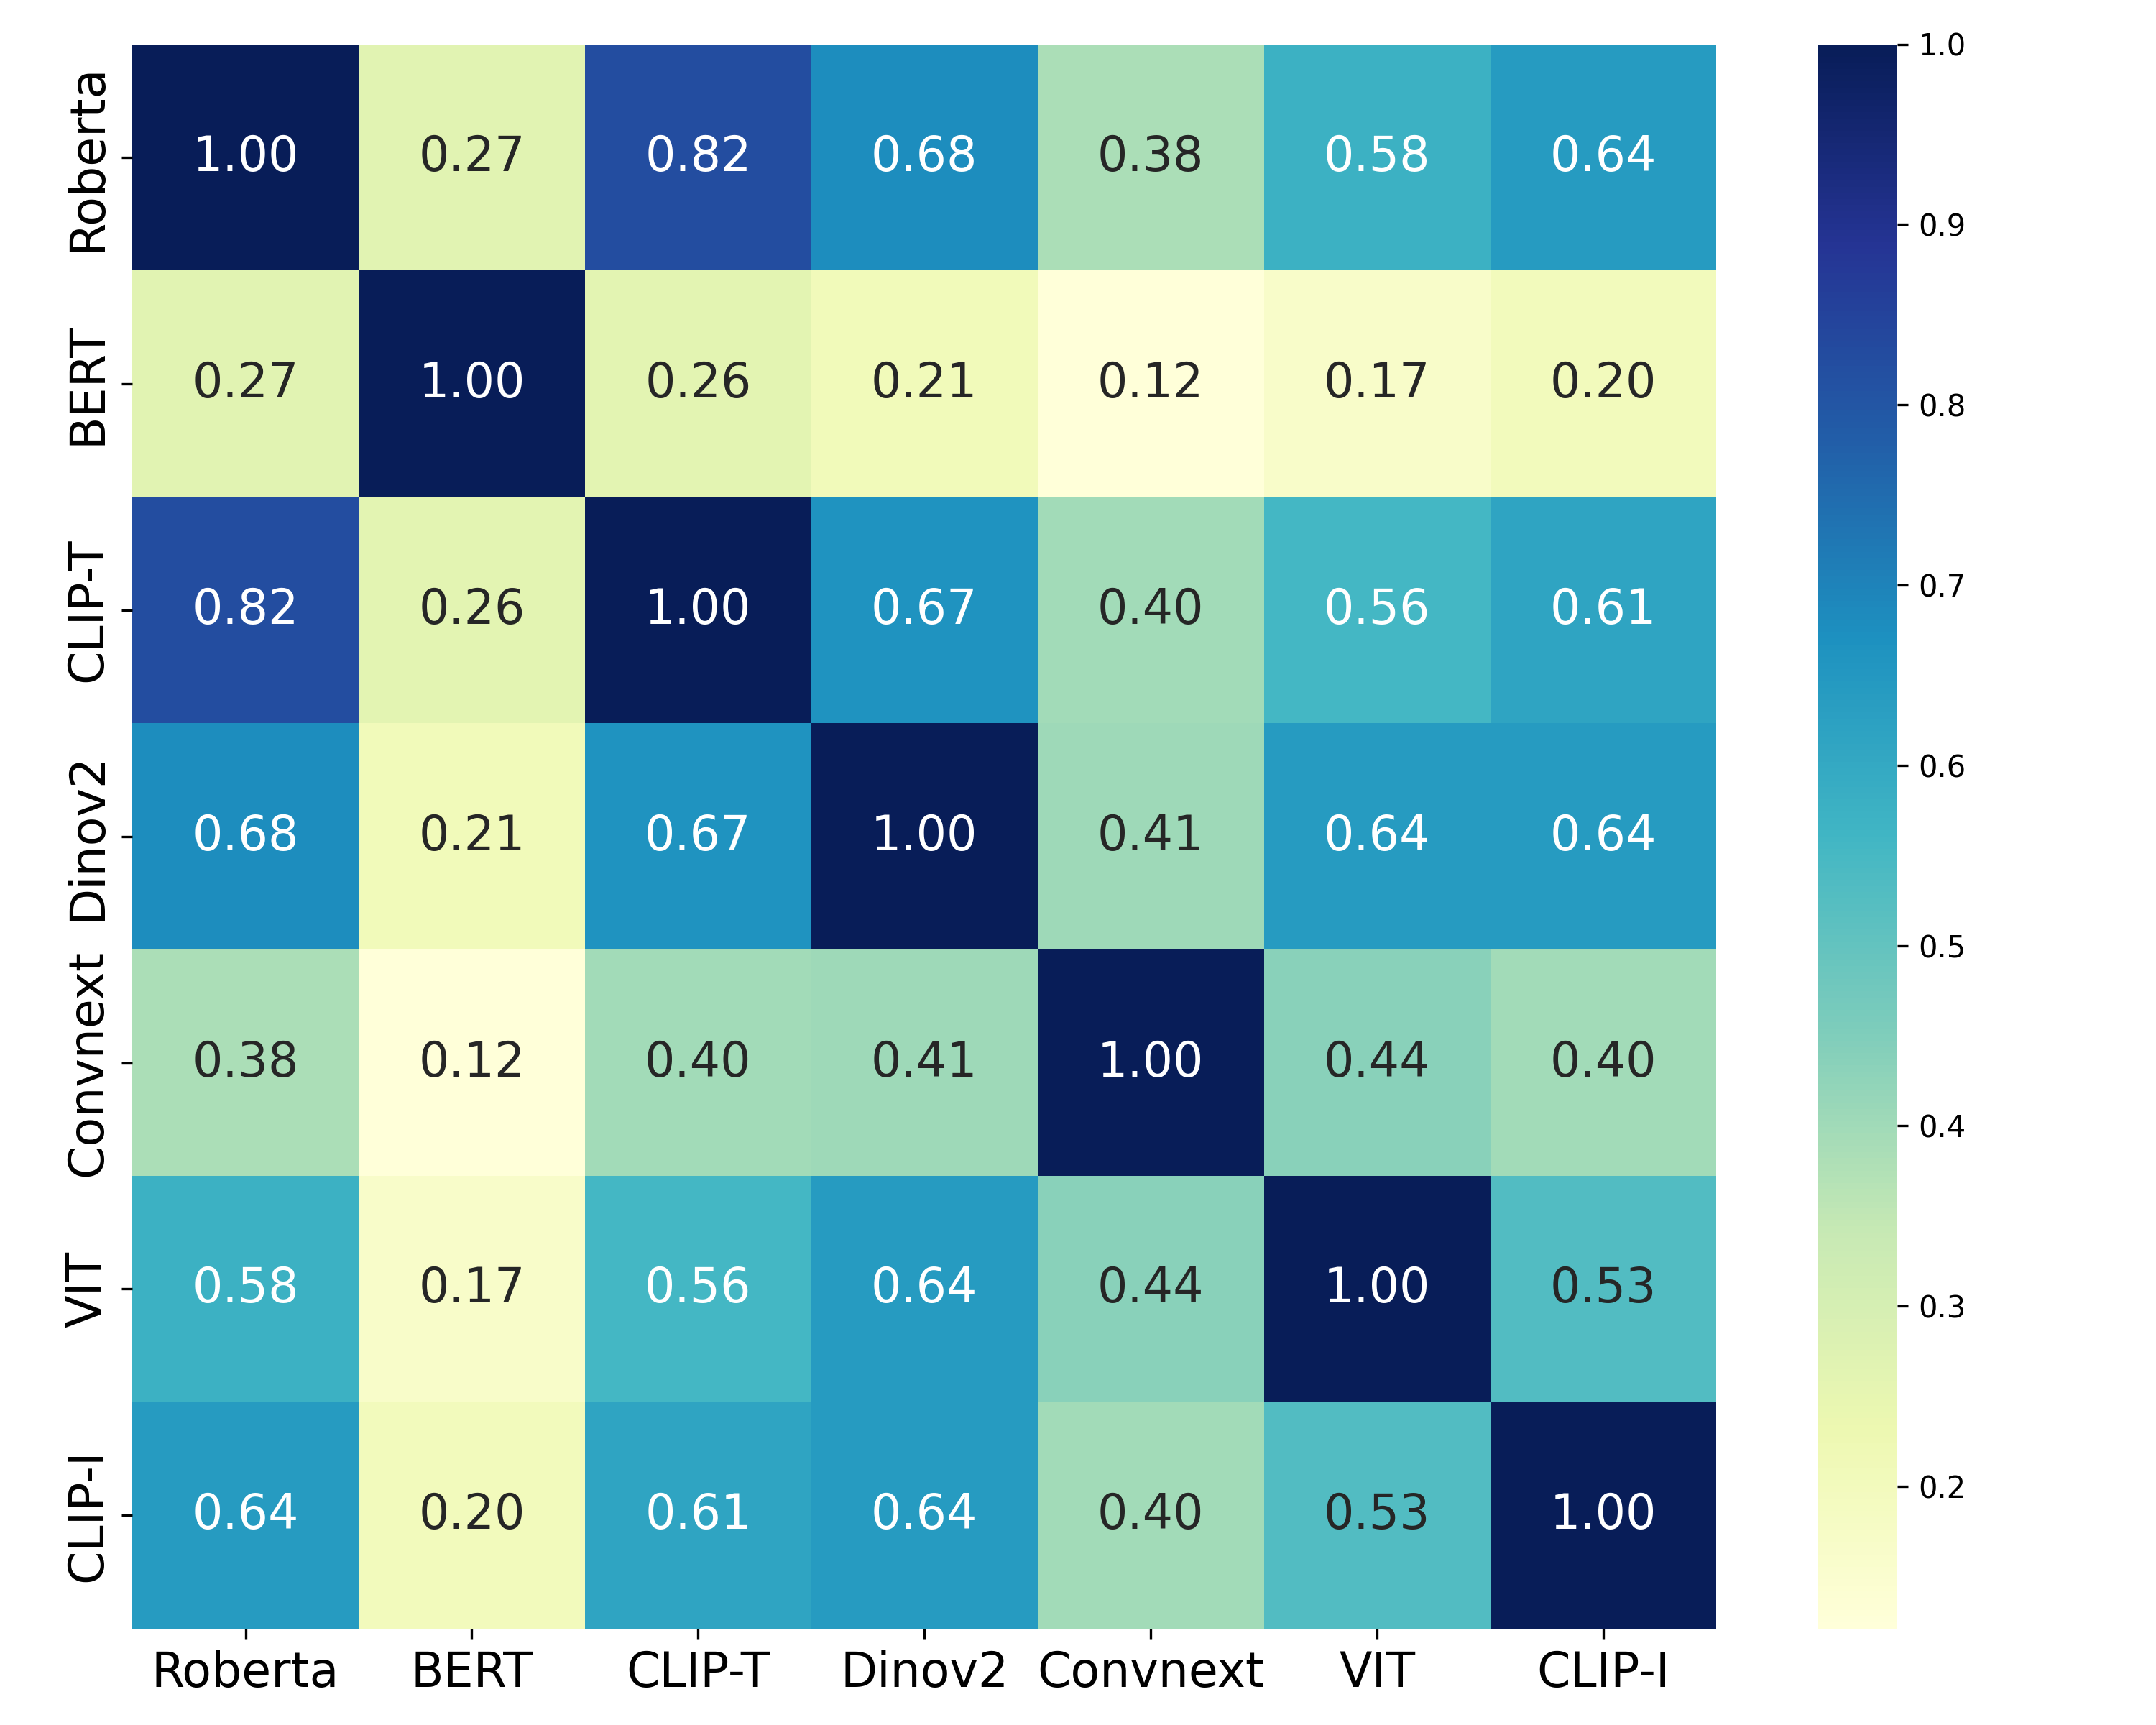 Roberta 1.00 0.27 0.82 0.68 0.38 0.58 0.64
BERT 0.27 1.00 0.26 0.21 0.12 0.17 0.20
CLIP-T 0.82 0.26 1.00 0.67 0.40 0.56 0.61
Dinov2 0.68 0.21 0.67 1.00 0.41 0.64 0.64
Convnext 0.38 0.12 0.40 0.41 1.00 0.44 0.40
VIT 0.58 0.17 0.56 0.64 0.44 1.00 0.53
CLIP-I 0.64 0.20 0.61 0.64 0.40 0.53 1.00
Roberta BERT CLIP-T Dinov2 Convnext VIT CLIP-I
1.0
0.9
0.8
0.7
0.6
0.5
0.4
0.3
0.2